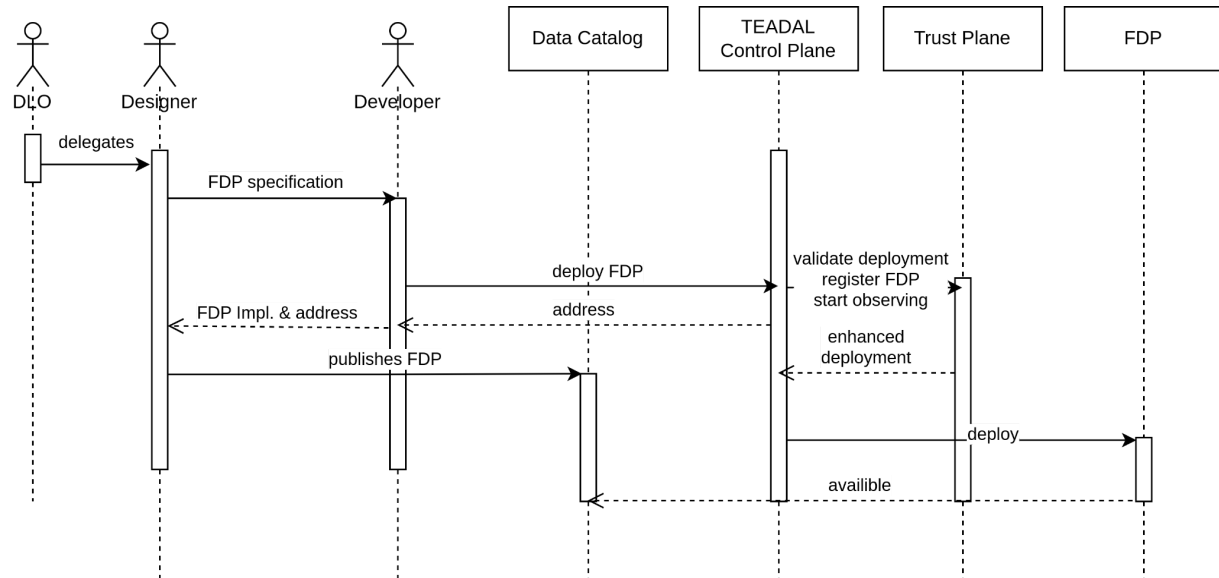 Data Catalog
TEADAL
Control Plane
Trust Plane
FDP
DLO
Designer
Developer
delegates
FDP specification
validate deployment
deploy FDP
register FDP
start observing
FDP Impl. & address
address
enhanced
deployment
publishes FDP
deploy
availible